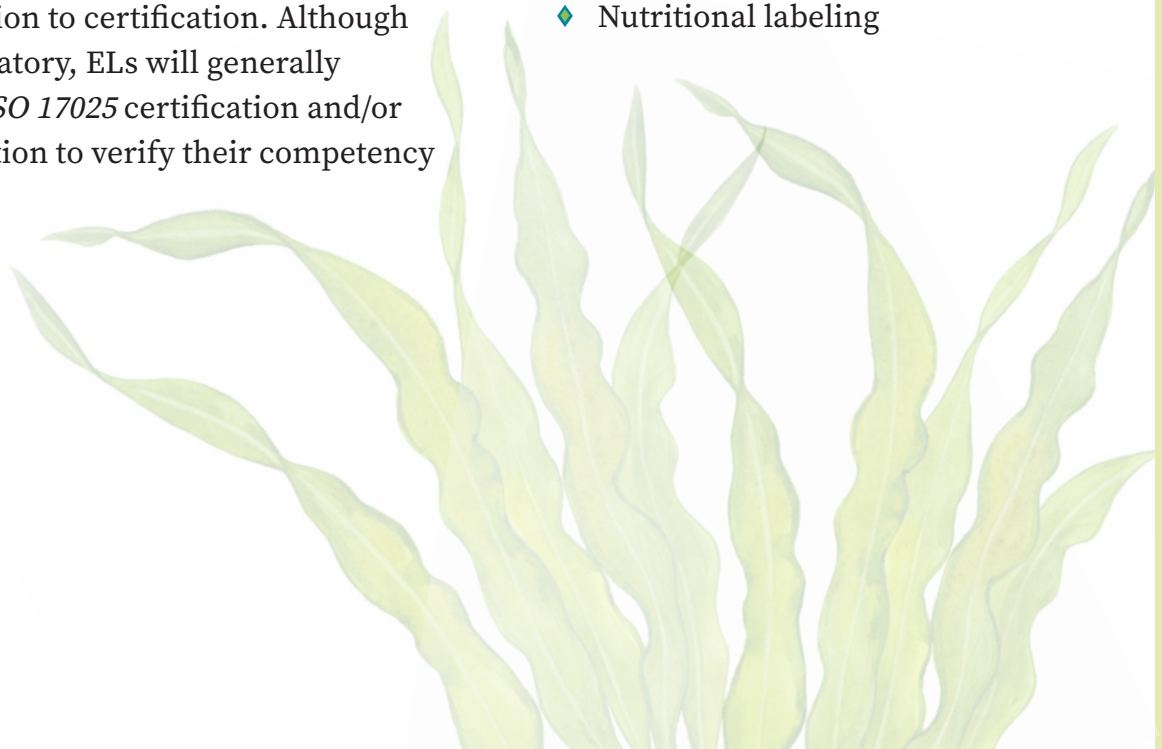 ion to certification. Although
atory, ELs will generally
SO 17025 certification and/or
tion to verify their competency
Nutritional labeling